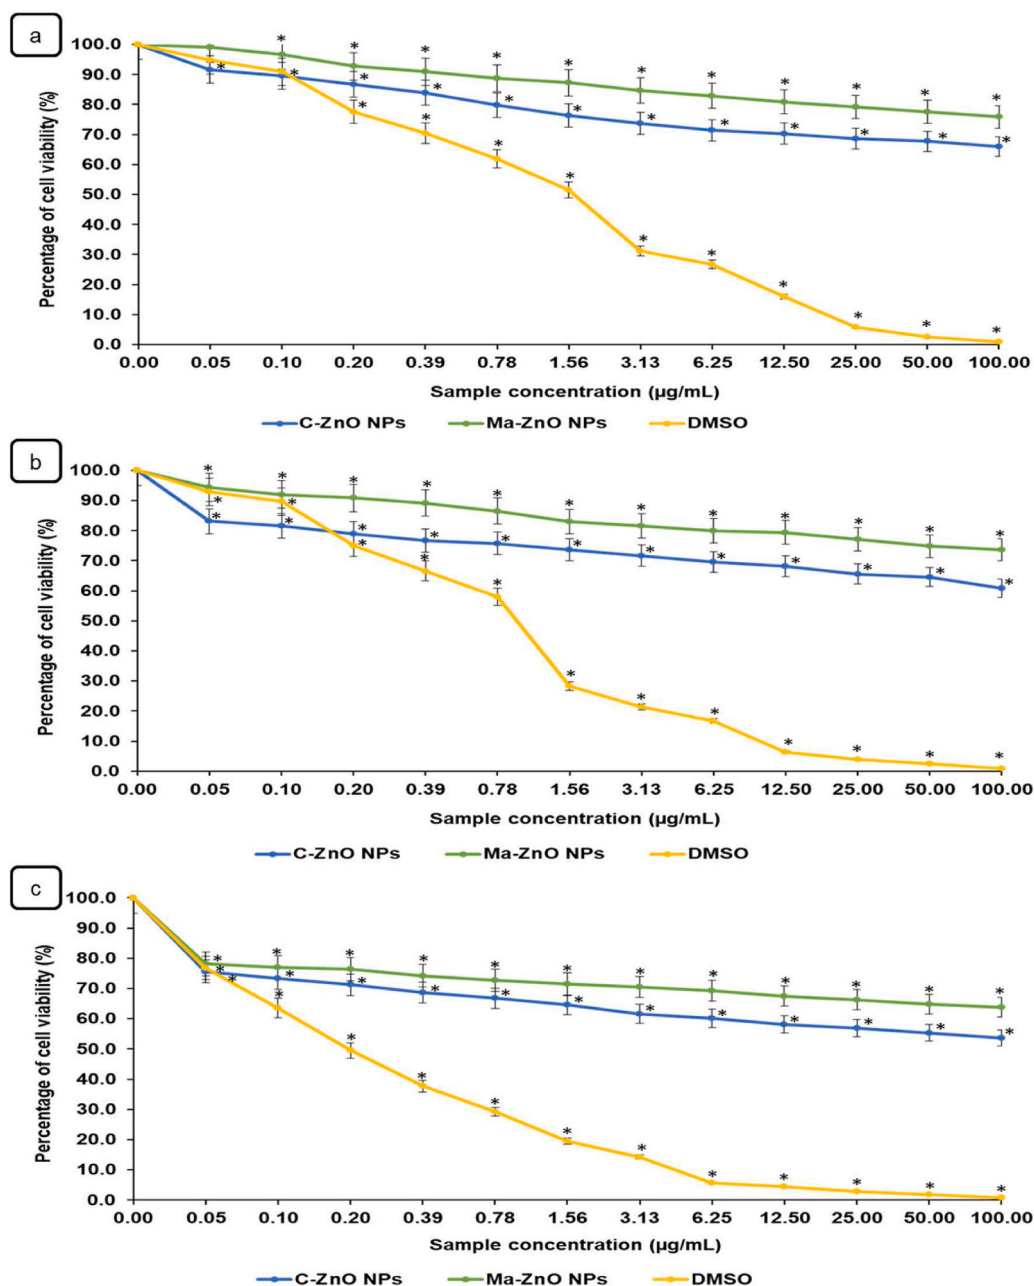 a
100.0
90.0
80.0
70.0
60.0
50.0
40.0
30.0
20.0
10.0
0.0
Percentage of cell viability (%)
* * * * * * * * * * *
* * * * * * * * * * * *
* * * * * * * * * *
0.00 0.05 0.10 0.20 0.39 0.78 1.56 3.13 6.25 12.50 25.00 50.00 100.00
Sample concentration (µg/mL)
C-ZnO NPs Ma-ZnO NPs DMSO
b
100.0
90.0
80.0
70.0
60.0
50.0
40.0
30.0
20.0
10.0
0.0
Percentage of cell viability (%)
* * * * * * * * * * * *
* * * * * * * * * * * *
* * * * * * * * * * * *
0.00 0.05 0.10 0.20 0.39 0.78 1.56 3.13 6.25 12.50 25.00 50.00 100.00
Sample concentration (µg/mL)
C-ZnO NPs Ma-ZnO NPs DMSO
c
100.0
90.0
80.0
70.0
60.0
50.0
40.0
30.0
20.0
10.0
0.0
Percentage of cell viability (%)
* * * * * * * * * * * *
* * * * * * * * * * * *
* * * * * * * * * * * *
0.00 0.05 0.10 0.20 0.39 0.78 1.56 3.13 6.25 12.50 25.00 50.00 100.00
Sample concentration (µg/mL)
C-ZnO NPs Ma-ZnO NPs DMSO